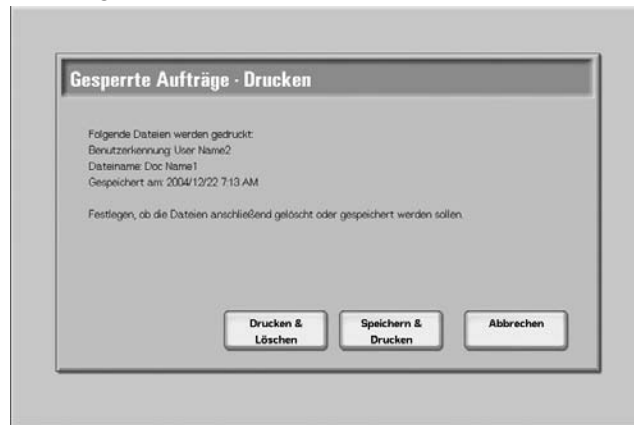 Gesperrte Aufträge - Drucken
Folgende Dateien werden gedruckt:
Benutzerkennung: User Name2
Dateiname: Doc Name1
Gespeichert am: 2004/12/22 7:13 AM
Festlegen, ob die Dateien anschließend gelöscht oder gespeichert werden sollen.
Drucken &
Löschen
Speichern &
Drucken
Abbrechen